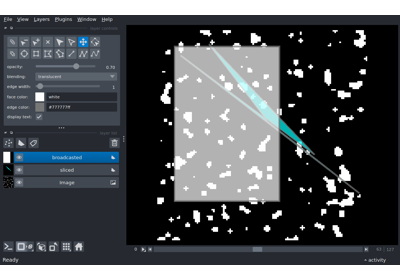 File View Layers Plugins Window Help
opacity: 0.70
blending: translucent
edge width: 1
face color: white
edge color: #777777ff
display text:
broadcasted
sliced
Image
Ready
activity